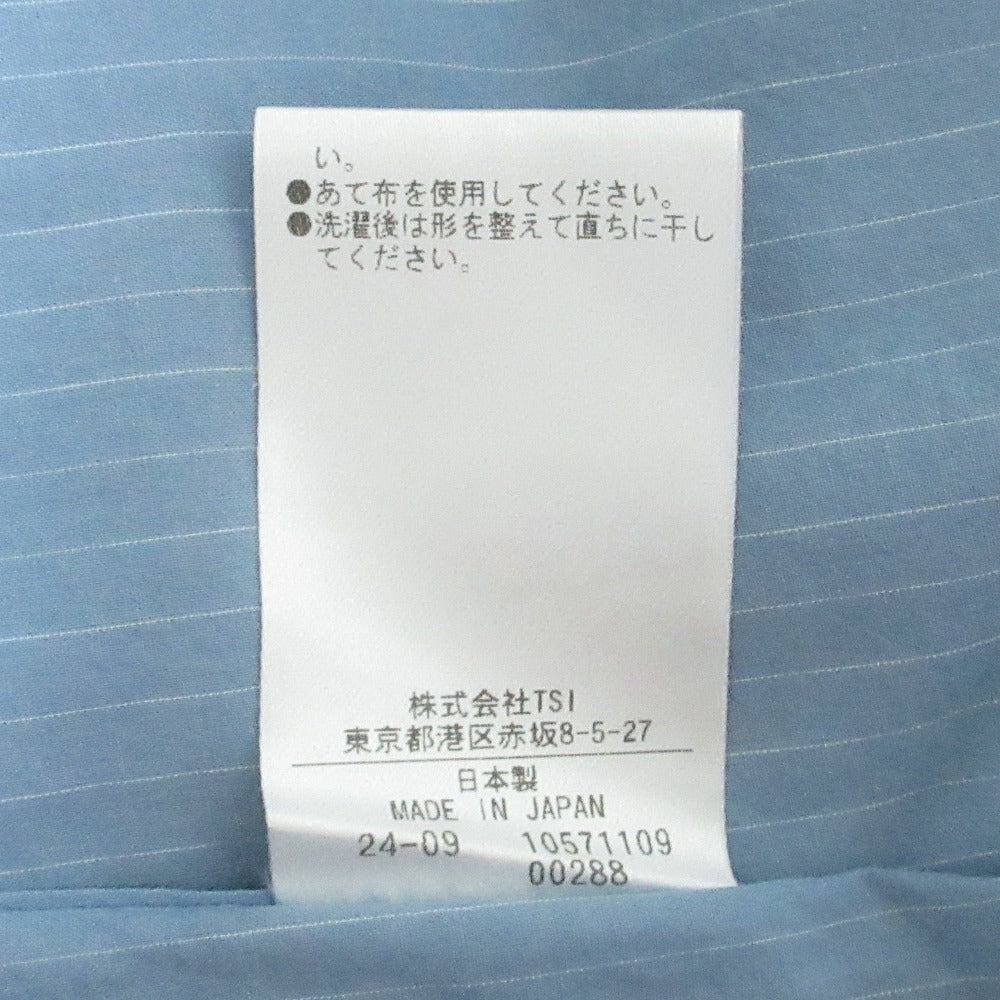 い。
●あて布を使用してください。
●洗濯後は形を整えて直ちに干し
てください。
株式会社TSI
東京都港区赤坂8-5-27
日本製
MADE IN JAPAN
24-09 10571109
00288